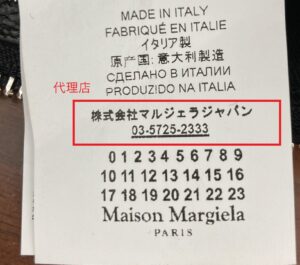 MADE IN ITALY
FABRIQUÉ EN ITALIE
イタリア製
原产国: 意大利制造
СДЕЛАНО В ИТАЛИИ
PRODUZIDO NA ITALIA
代理店
株式会社マルジェラジャパン
03-5725-2333
0 1 2 3 4 5 6 7 8 9
10 11 12 13 14 15 16
17 18 19 20 21 22 23
Maison Margiela
PARIS